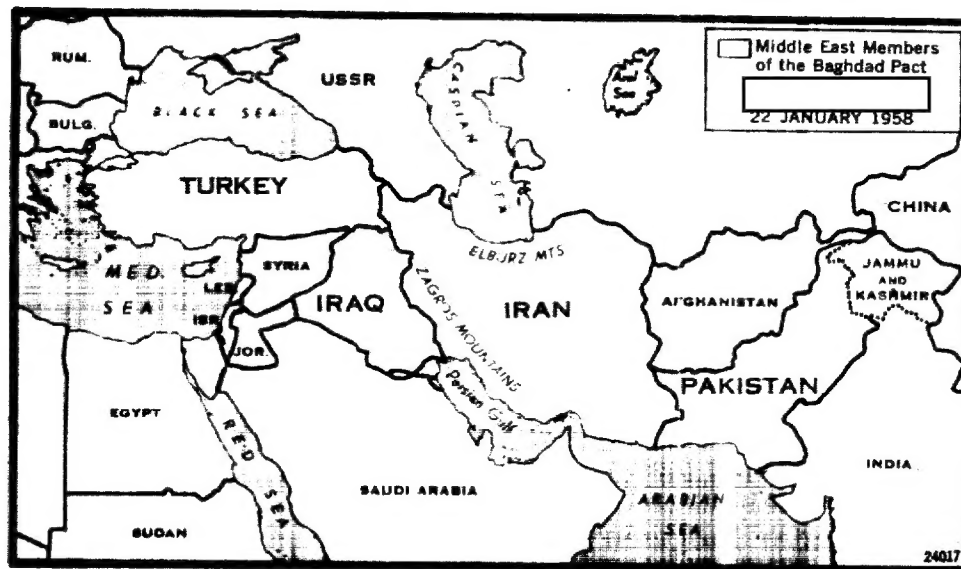 Middle East Members
of the Baghdad Pact
22 JANUARY 1958
RUM.
USSR
CASPIAN
SEA
Aral
Sea
BULG.
BLACK SEA
TURKEY
CHINA
ELBURZ MTS
JAMMU
AND
KASHMIR
MED.
SEA
SYRIA
LEB.
IRAQ
ZAGROS MOUNTAINS
IRAN
AFGHANISTAN
ISR.
JOR.
PAKISTAN
Persian Gulf
EGYPT
RED SEA
INDIA
SAUDI ARABIA
ARABIAN
SEA
SUDAN
24017